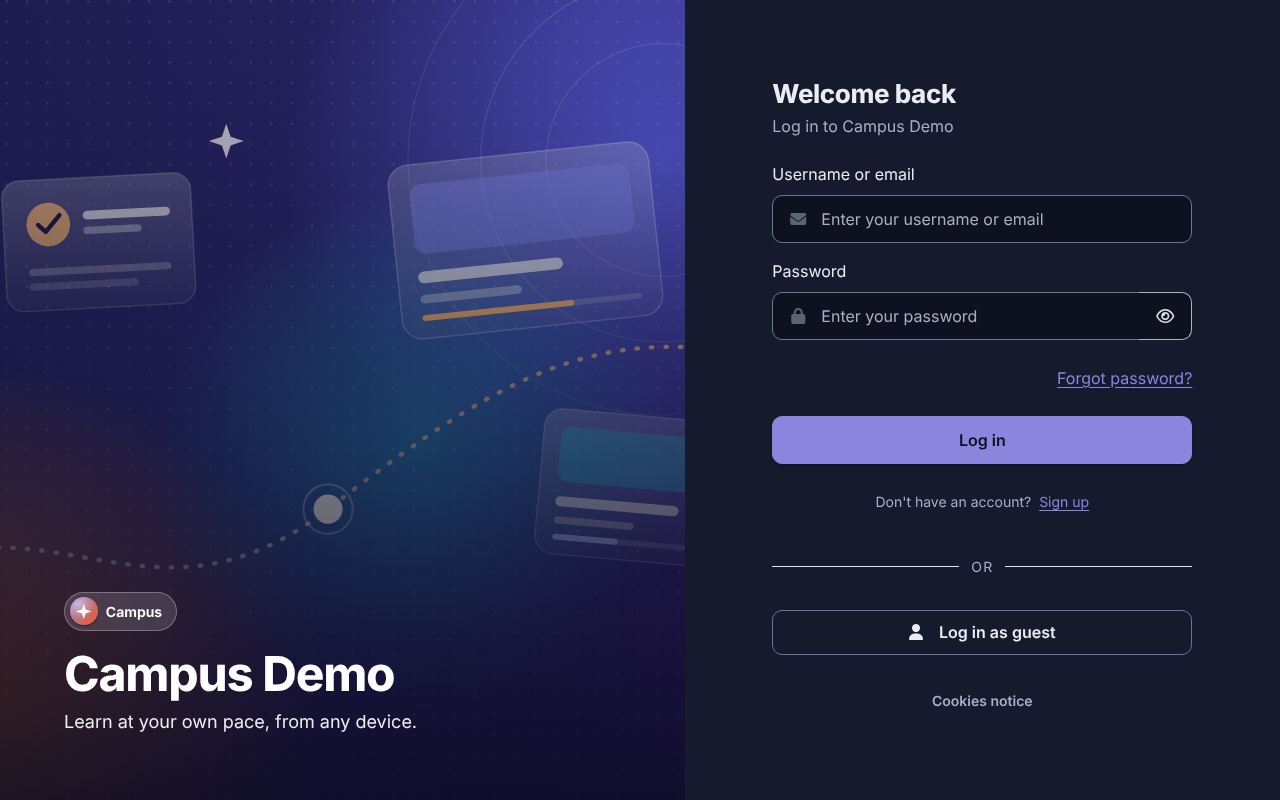 Campus
Campus Demo
Learn at your own pace, from any device.
Welcome back
Log in to Campus Demo
Username or email
Enter your username or email
Password
Enter your password
Forgot password?
Log in
Don't have an account? Sign up
OR
Log in as guest
Cookies notice